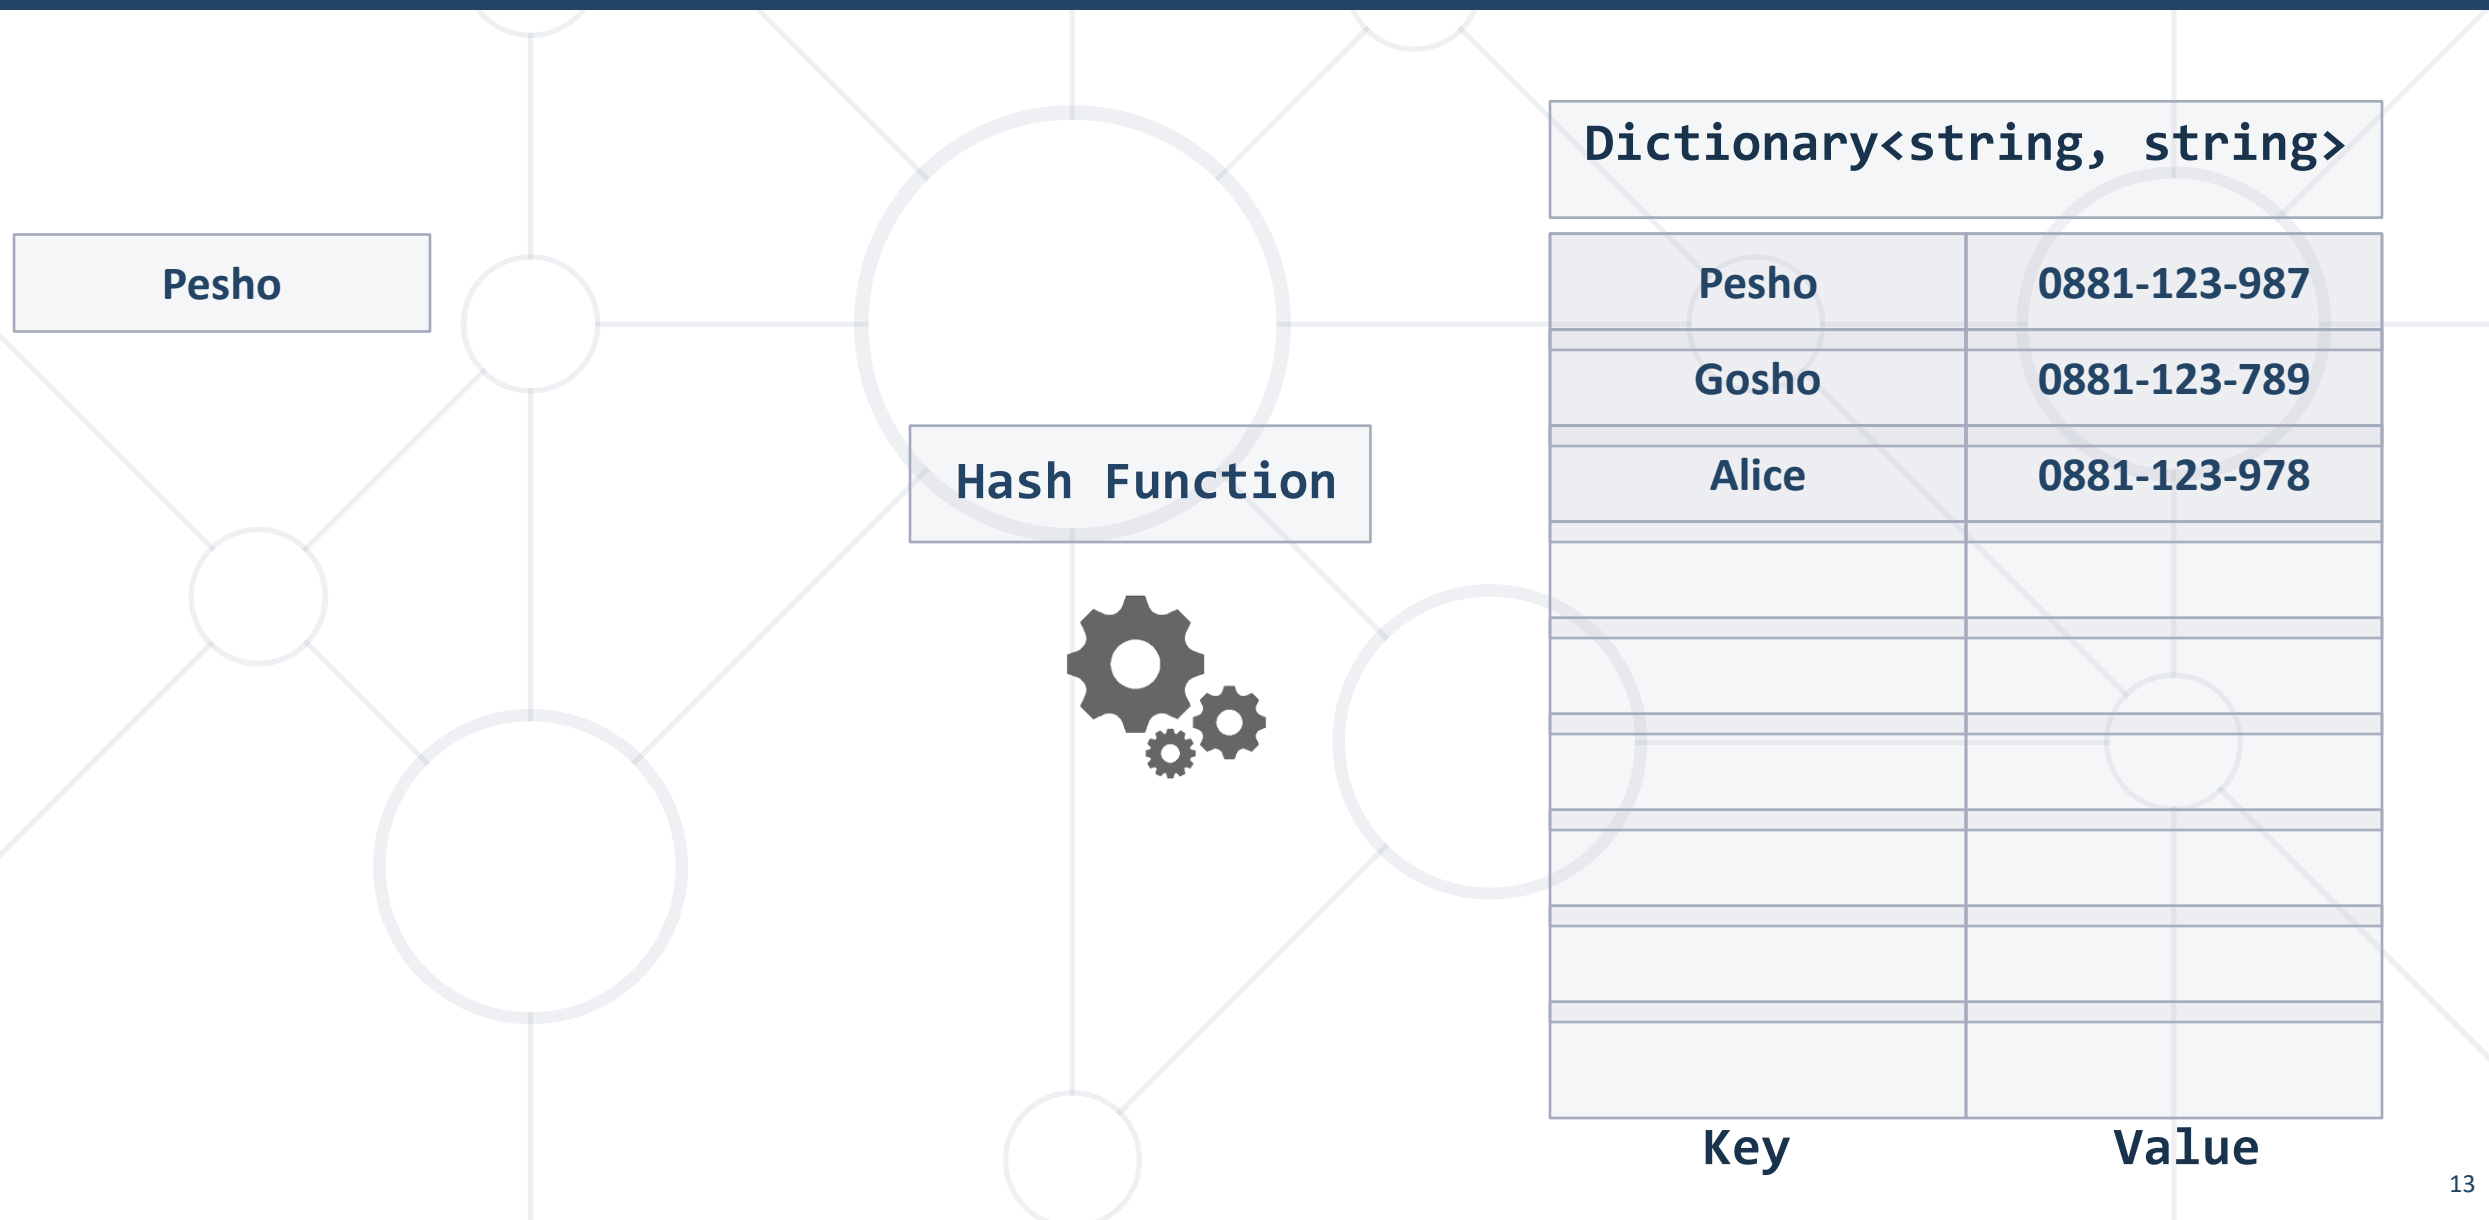 Dictionary<string, string>
Pesho
Pesho 0881-123-987
Gosho 0881-123-789
Hash Function
Alice 0881-123-978
Key Value
13